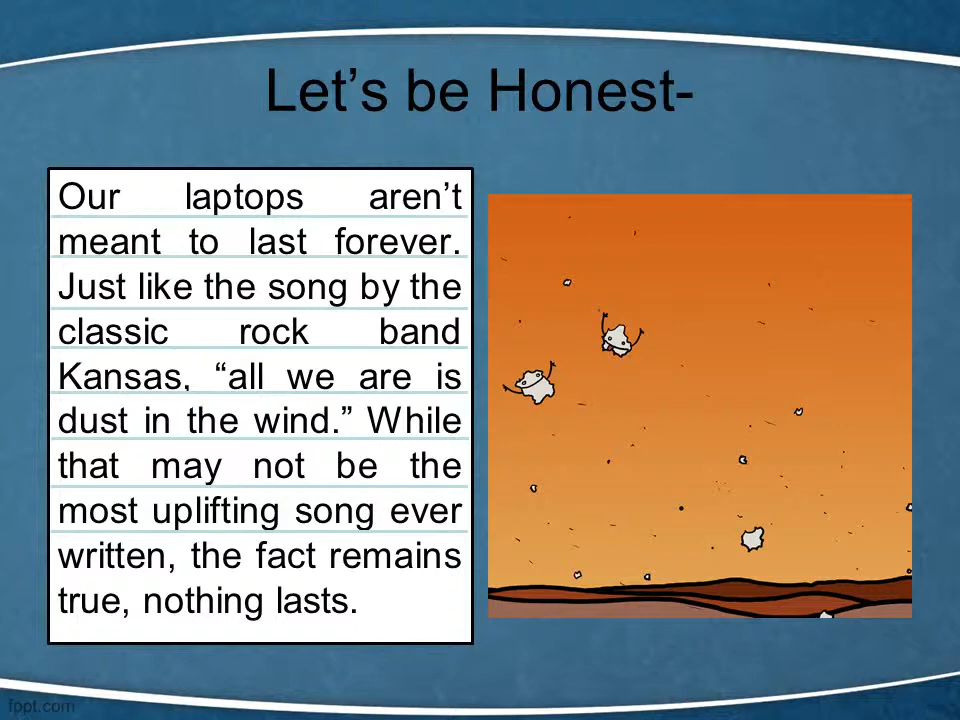 Let’s be Honest-
Our laptops aren’t
meant to last forever.
Just like the song by the
classic rock band
Kansas, “all we are is
dust in the wind.” While
that may not be the
most uplifting song ever
written, the fact remains
true, nothing lasts.
fppt.com